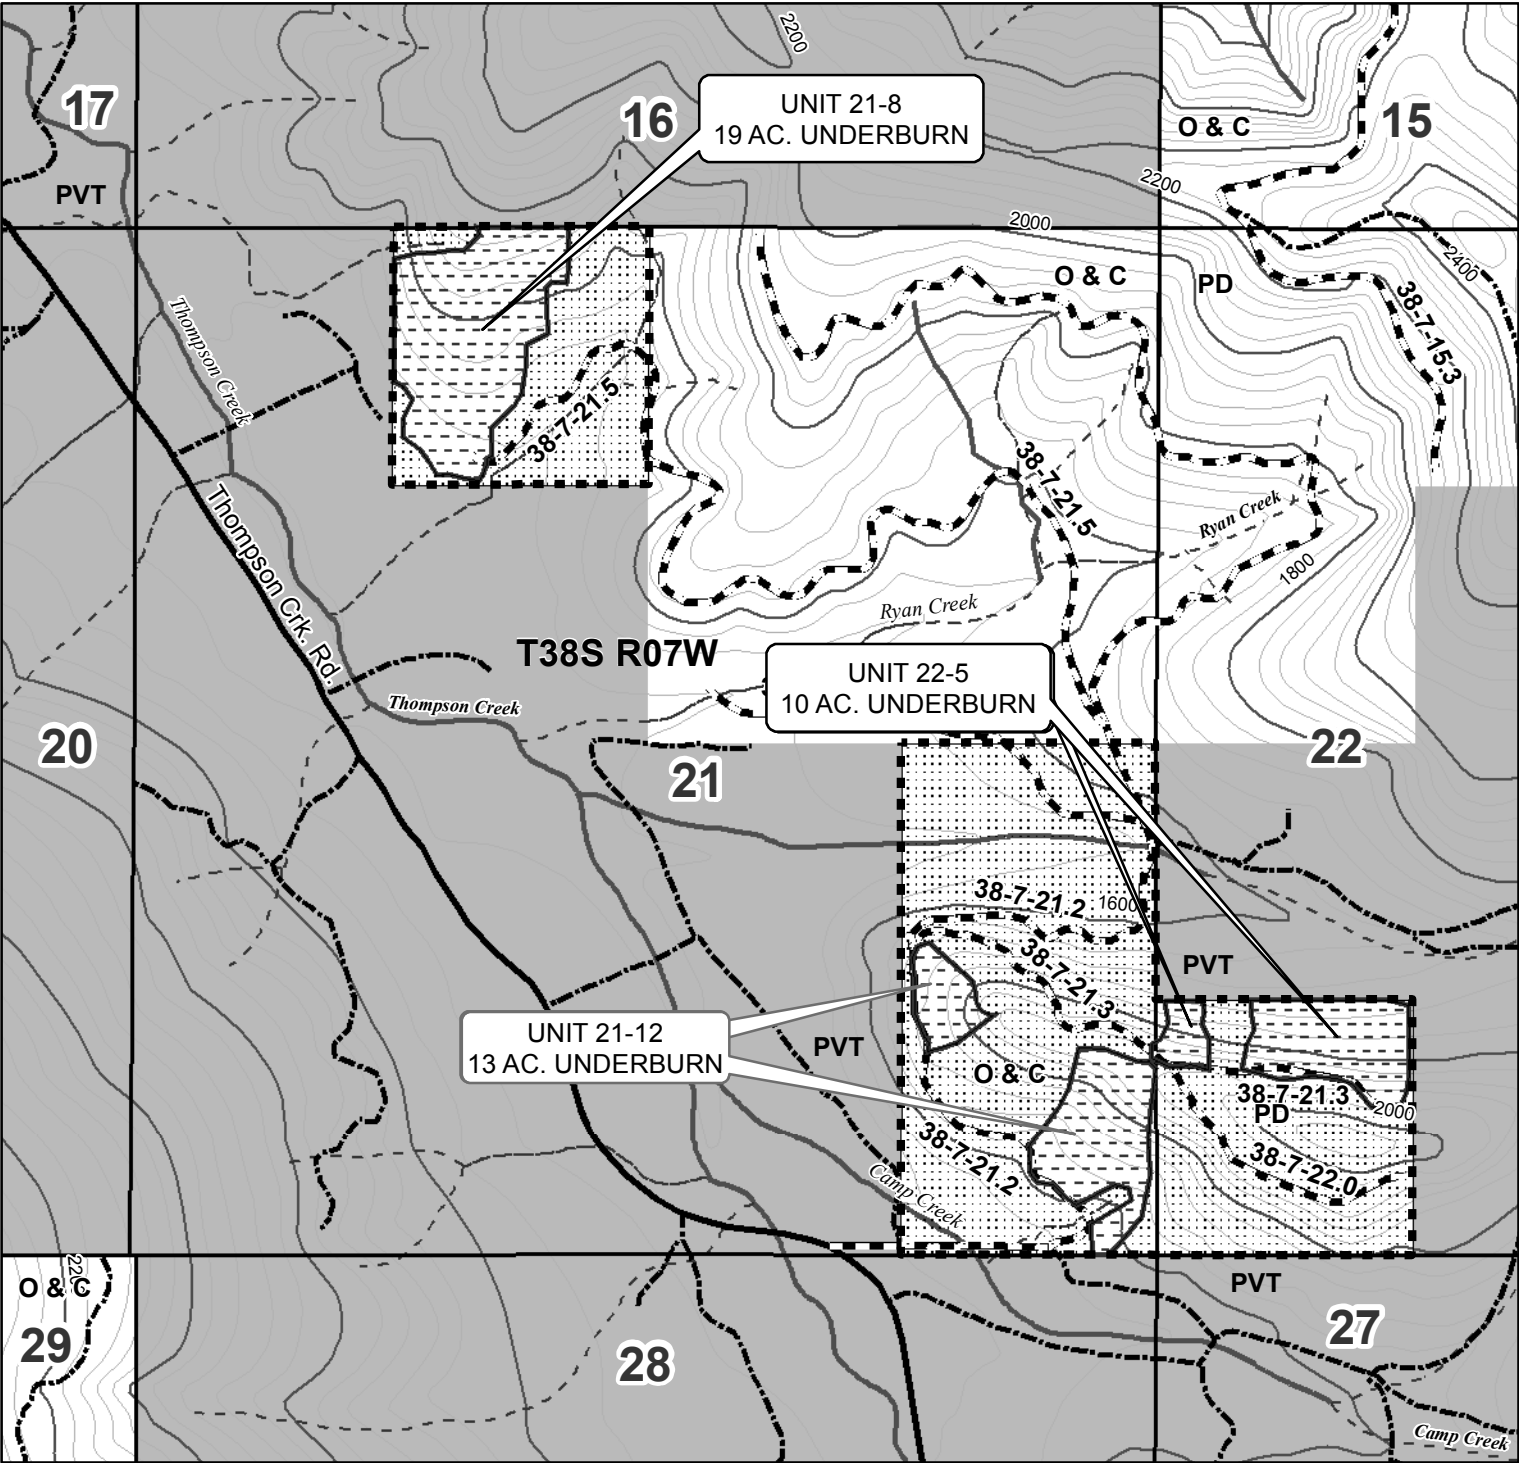 2200
17
16
UNIT 21-8
19 AC. UNDERBURN
O & C
15
PVT
2200
2000
O & C
PD
2400
38-7-15.3
Thompson Creek
38-7-21.5
38-7-21.5
Ryan Creek
Thompson Crk. Rd.
1800
Ryan Creek
T38S R07W
UNIT 22-5
10 AC. UNDERBURN
Thompson Creek
20
21
22
38-7-21.2
1600
38-7-21.3
PVT
UNIT 21-12
13 AC. UNDERBURN
PVT
O & C
38-7-21.3
PD
2000
38-7-21.2
38-7-22.0
Camp Creek
O & C
PVT
29
28
27
Camp Creek